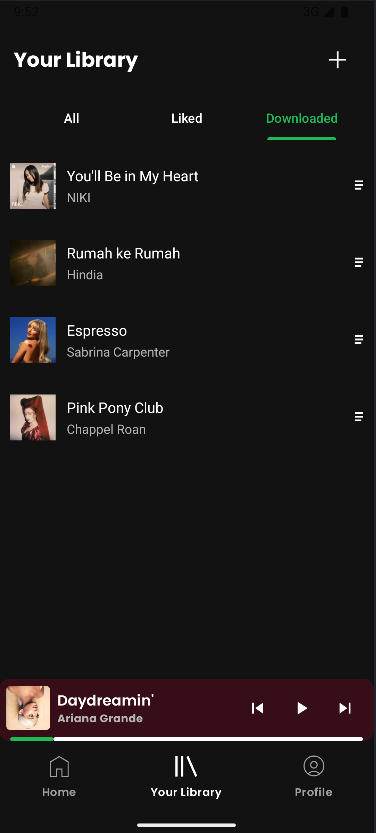 9:52
3G
Your Library
All
Liked
Downloaded
You'll Be in My Heart
NIKI
Rumah ke Rumah
Hindia
Espresso
Sabrina Carpenter
Pink Pony Club
Chappel Roan
Daydreamin'
Ariana Grande
Home
Your Library
Profile